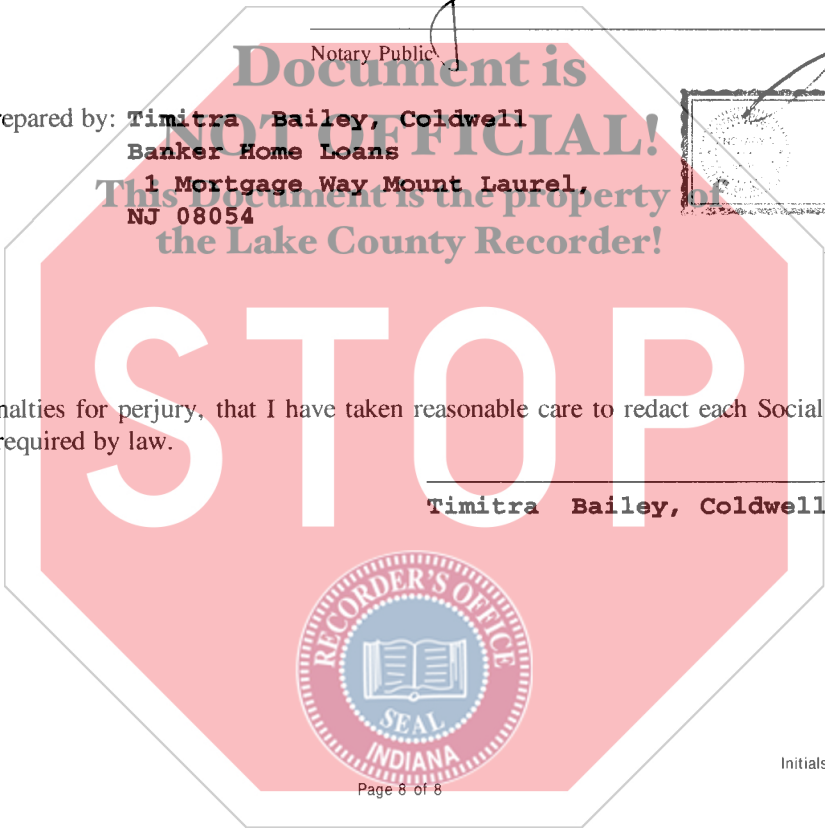 Notary Public
Document is
epared by: Timitra Bailey, Coldwell
NOT OFFICIAL!
Banker Home Loans
1 Mortgage Way Mount Laurel,
This Document is the property of
NJ 08054
the Lake County Recorder!
STOP
nalties for perjury, that I have taken reasonable care to redact each Social
required by law.
Timitra Bailey, Coldwell
RECORDER'S OFFICE
SEAL
INDIANA
Initials
Page 8 of 8